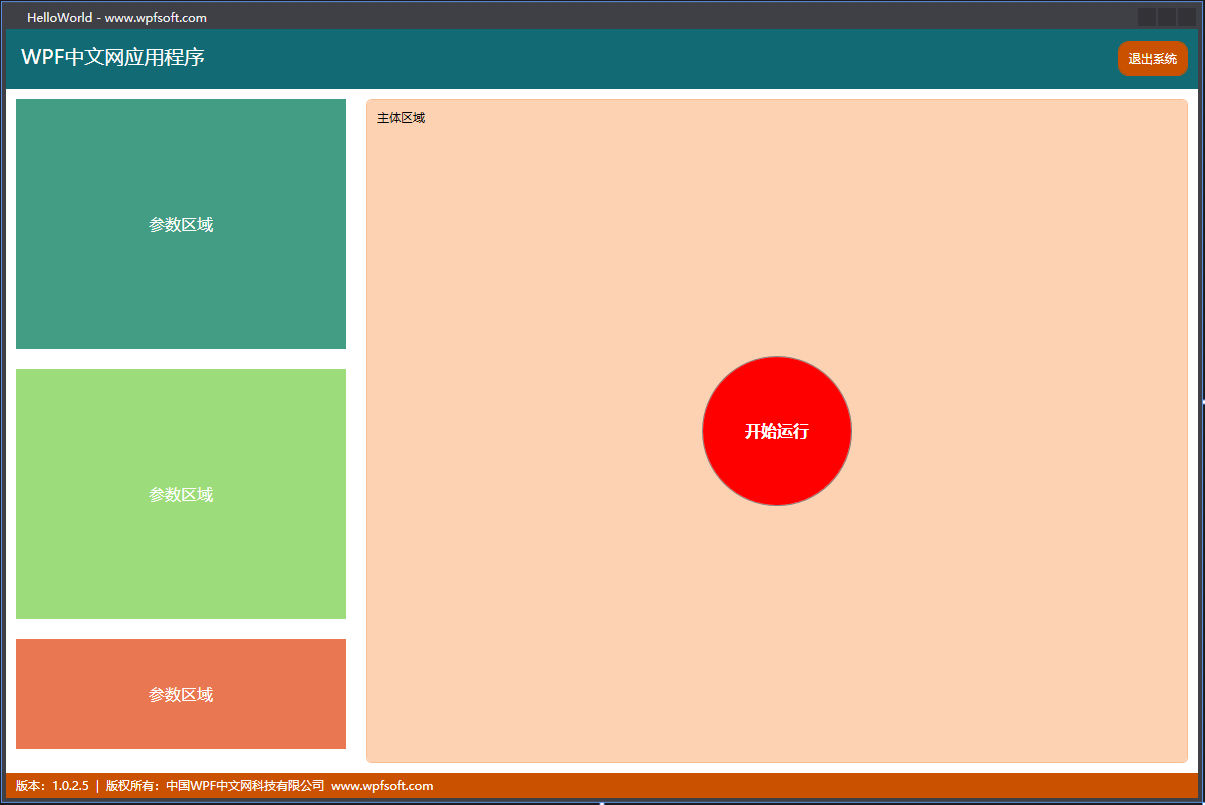 HelloWorld - www.wpfsoft.com
WPF中文网应用程序
退出系统
参数区域
主体区域
开始运行
参数区域
参数区域
版本：1.0.2.5 | 版权所有：中国WPF中文网科技有限公司 www.wpfsoft.com